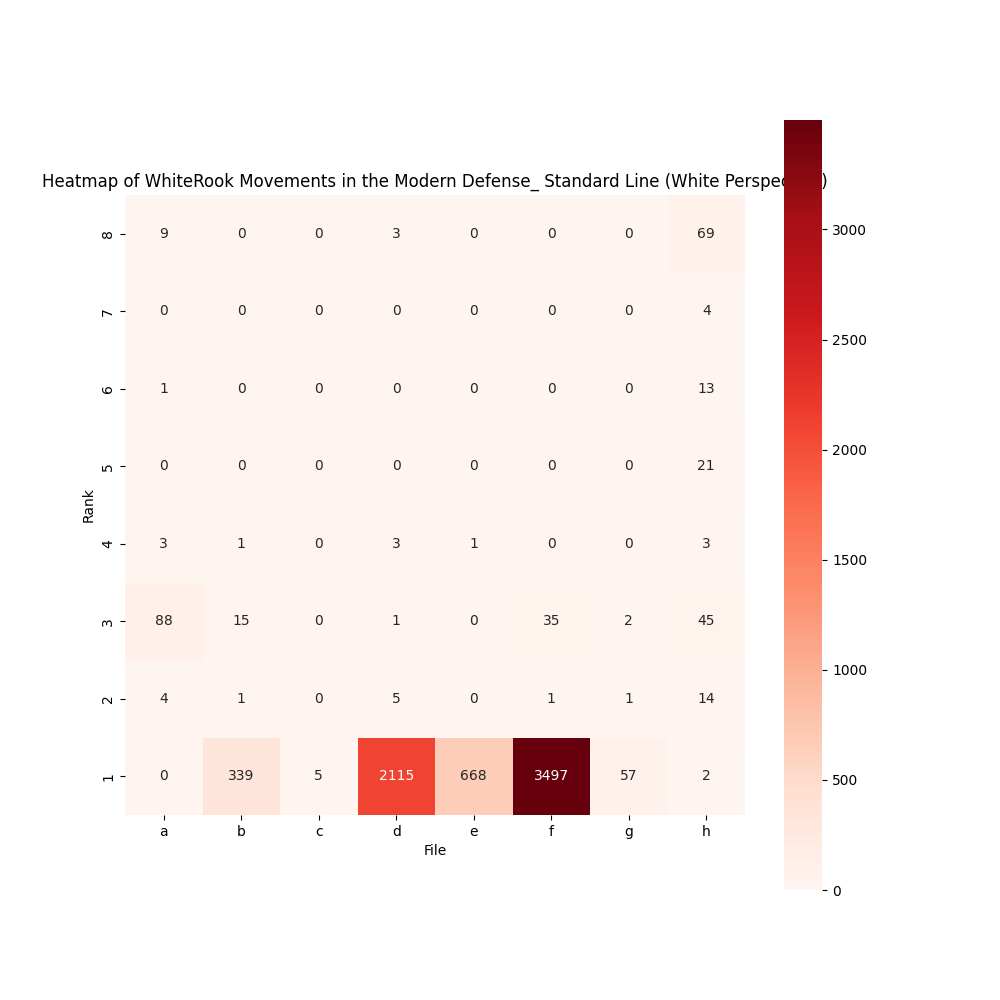 Heatmap of WhiteRook Movements in the Modern Defense_ Standard Line (White )
8 9 0 0 3 0 0 0 69
7 0 0 0 0 0 0 0 4
6 1 0 0 0 0 0 0 13
5 0 0 0 0 0 0 0 21
4 3 1 0 3 1 0 0 3
3 88 15 0 1 0 35 2 45
2 4 1 0 5 0 1 1 14
1 0 339 5 2115 668 3497 57 2
a b c d e f g h
File
Rank
3000
2500
2000
1500
1000
500
0